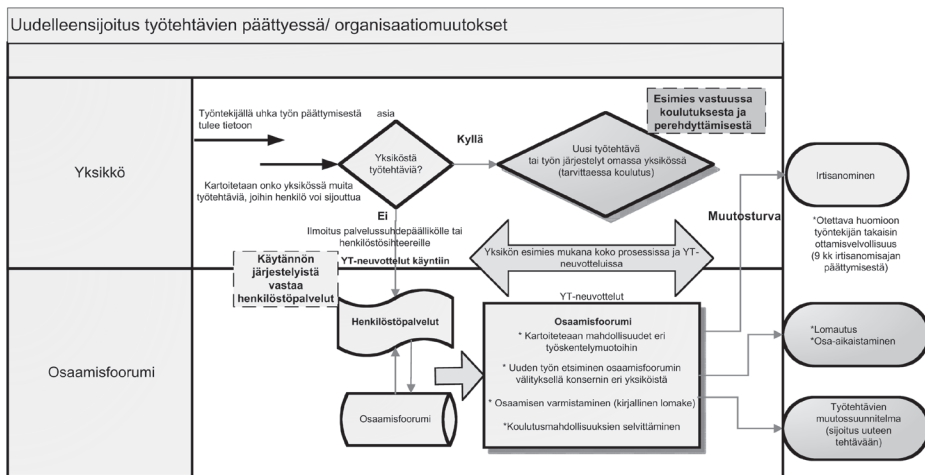 Uudelleensijoitus työtehtävien päättyessä/ organisaatiomuutokset
Yksikkö
Työntekijällä uhka työn päättymisestä
tulee tietoon
asia
Kartoitetaan onko yksikössä muita
työtehtäviä, joihin henkilö voi sijoittua
Yksiköstä
työtehtäviä?
Kyllä
Ei
Uusi työtehtävä
tai työn järjestelyt omassa yksikössä
(tarvittaessa koulutus)
Esimies vastuussa
koulutuksesta ja
perehdyttämisestä
Muutosturva
Irtisanominen
*Otettava huomioon
työntekijän takaisin
ottamisvelvollisuus
(9 kk irtisanomisajan
päättymisestä)
Ilmoitus palvelussuhdepäällikölle tai
henkilöstösihteereille
YT-neuvottelut käyntiin
Yksikön esimies mukana koko prosessissa ja YT-
neuvotteluissa
Käytännön
järjestelyistä
vastaa
henkilöstöpalvelut
Osaamisfoorumi
Henkilöstöpalvelut
Osaamisfoorumi
YT-neuvottelut
Osaamisfoorumi
* Kartoiteteaan mahdollisuudet eri
työskentelymuotoihin
* Uuden työn etsiminen osaamisfoorumin
välityksellä konsernin eri yksiköistä
* Osaamisen varmistaminen (kirjallinen lomake)
*Koulutusmahdollisuuksien selvittäminen
*Lomautus
*Osa-aikaistaminen
Työtehtävien
muutossuunnitelma
(sijoitus uuteen
tehtävään)